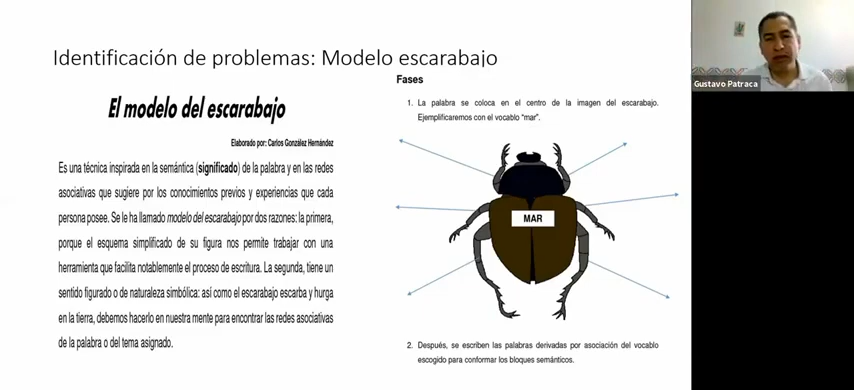 Identificación de problemas: Modelo escarabajo
El modelo del escarabajo
Elaborado por: Carlos González Hernández
Es una técnica inspirada en la semántica (significado) de la palabra y en las redes
asociativas que sugiere por los conocimientos previos y experiencias que cada
persona posee. Se le ha llamado modelo del escarabajo por dos razones: la primera,
porque el esquema simplificado de su figura nos permite trabajar con una
herramienta que facilita notablemente el proceso de escritura. La segunda, tiene un
sentido figurado o de naturaleza simbólica: así como el escarabajo escarba y hurga
en la tierra, debemos hacerlo en nuestra mente para encontrar las redes asociativas
de la palabra o del tema asignado.
Fases
1. La palabra se coloca en el centro de la imagen del escarabajo.
Ejemplificaremos con el vocablo “mar”.
MAR
2. Después, se escriben las palabras derivadas por asociación del vocablo
escogido para conformar los bloques semánticos.
Gustavo Patraca